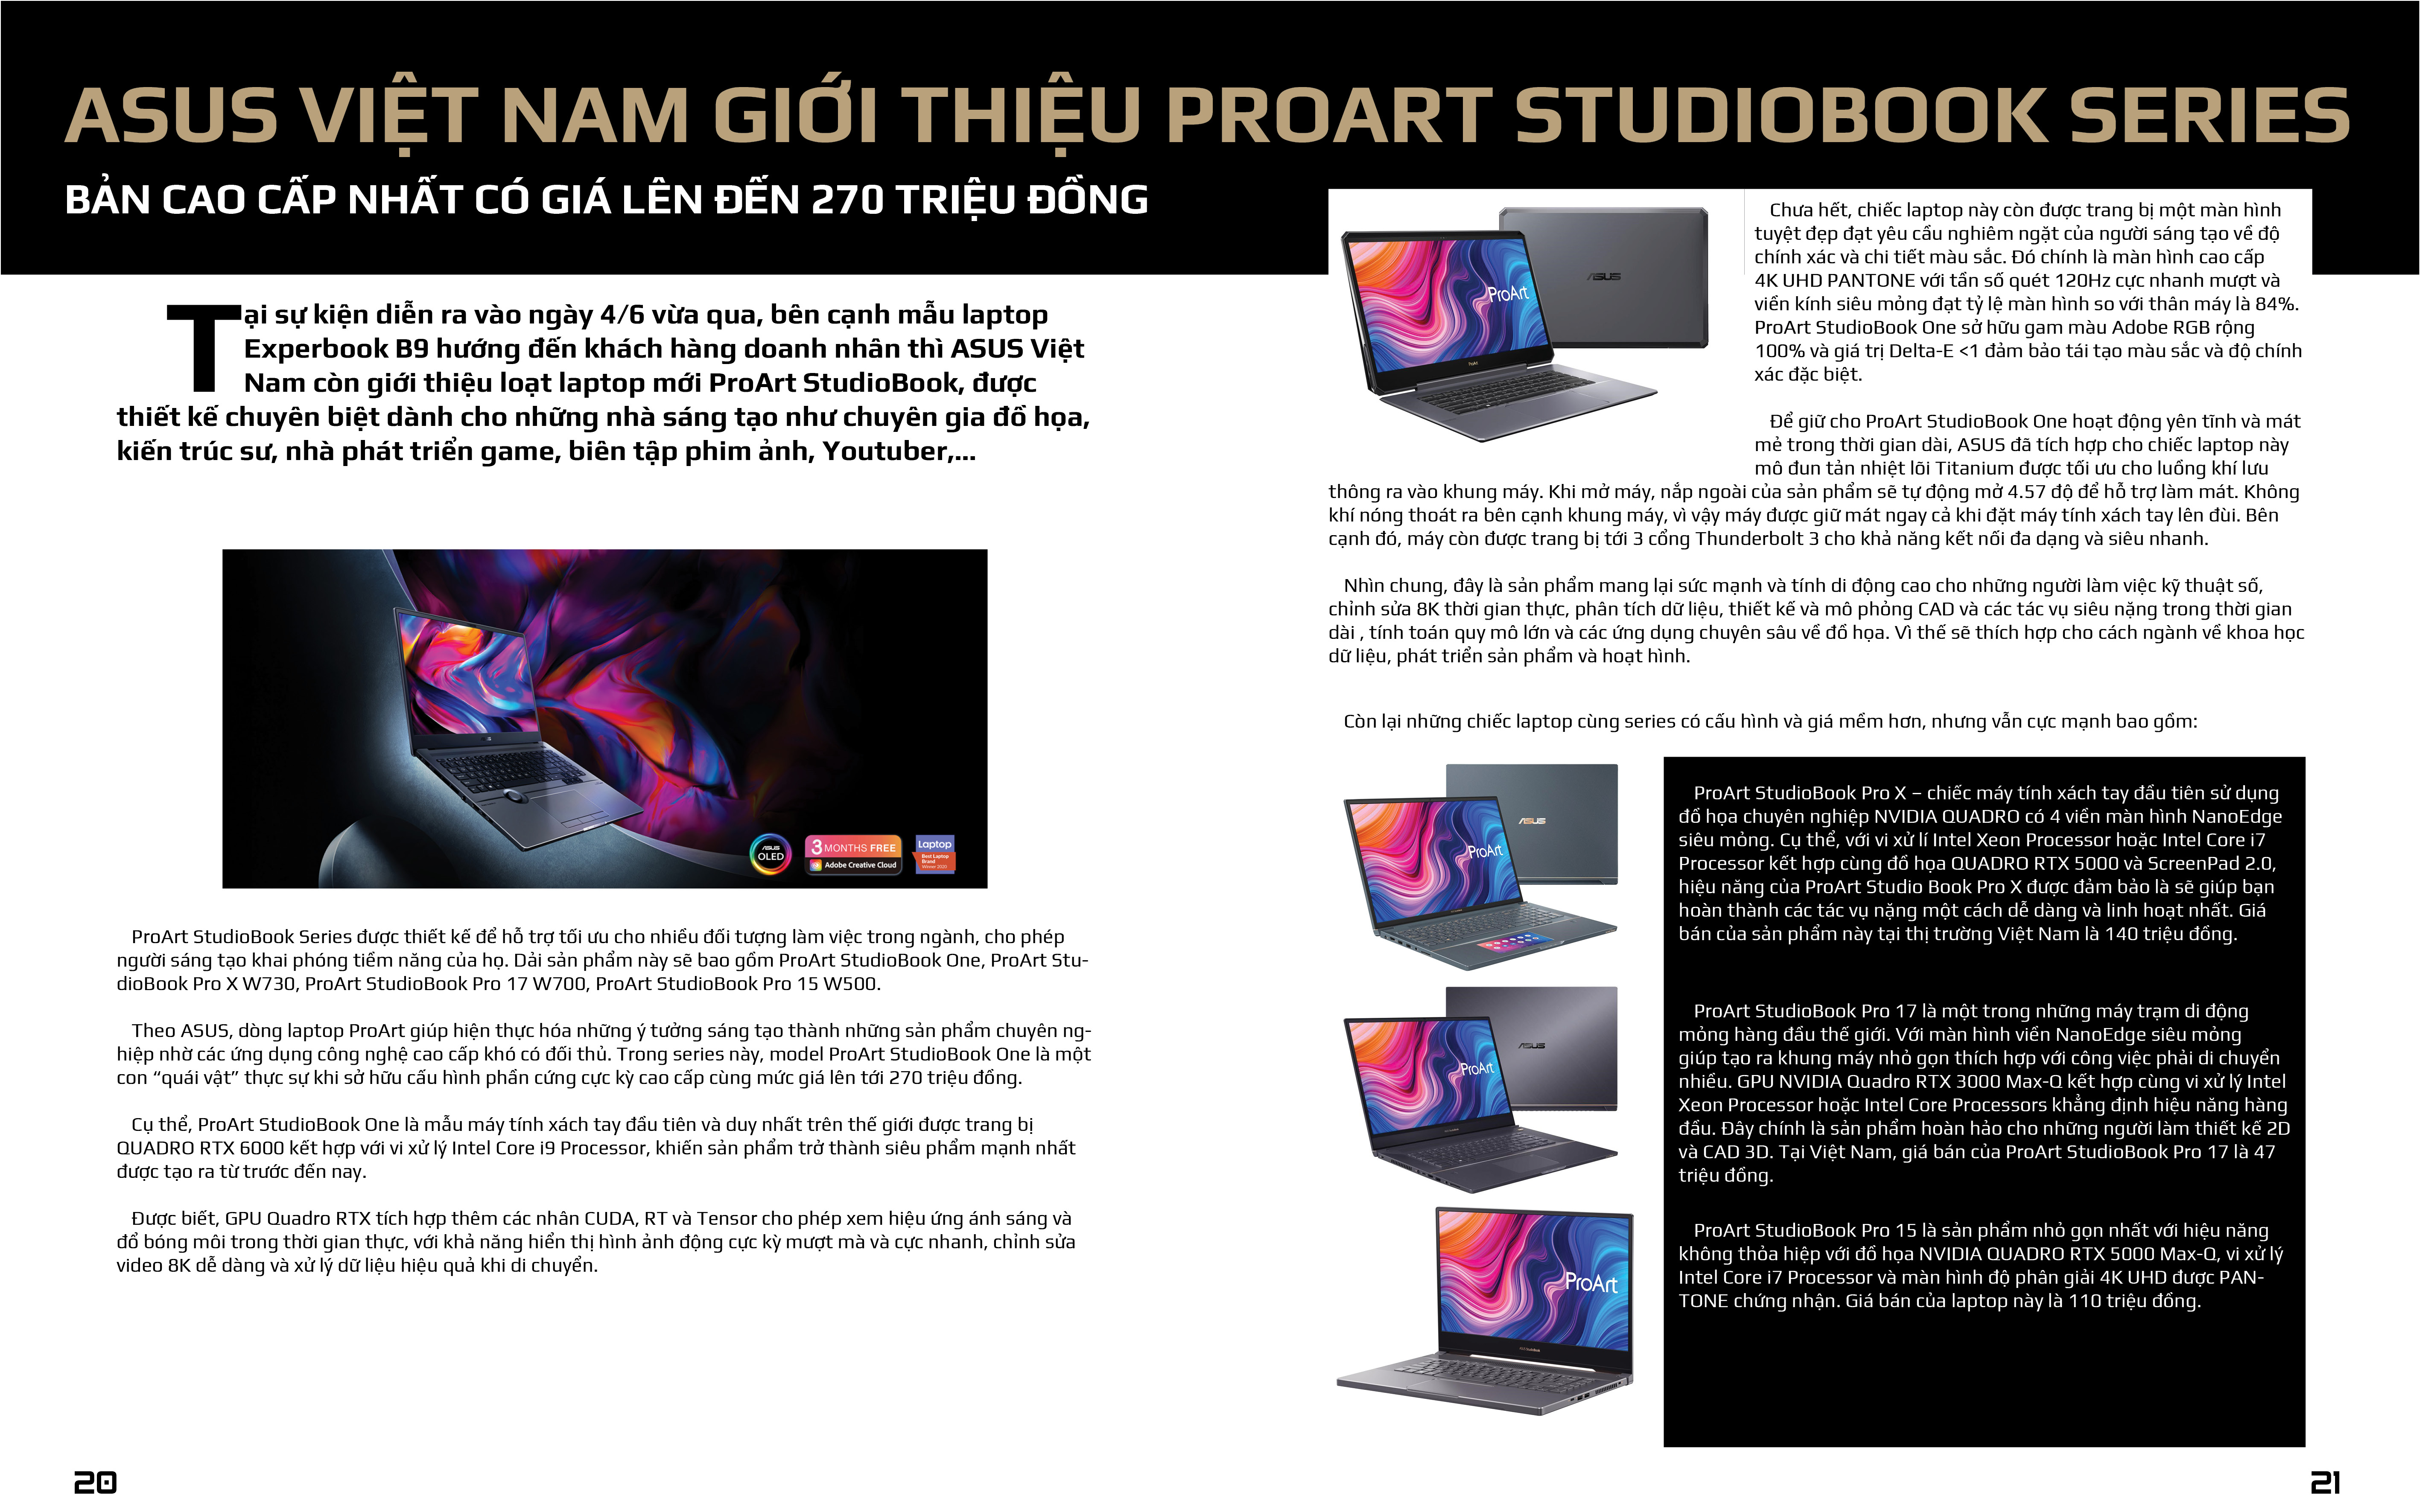 ASUS VIỆT NAM GIỚI THIỆU PROART STUDIOBOOK SERIES
BẢN CAO CẤP NHẤT CÓ GIÁ LÊN ĐẾN 270 TRIỆU ĐỒNG
Tại sự kiện diễn ra vào ngày 4/6 vừa qua, bên cạnh mẫu laptop
Experbook B9 hướng đến khách hàng doanh nhân thì ASUS Việt
Nam còn giới thiệu loạt laptop mới ProArt StudioBook, được
thiết kế chuyên biệt dành cho những nhà sáng tạo như chuyên gia đồ họa,
kiến trúc sư, nhà phát triển game, biên tập phim ảnh, Youtuber,...
ASUS
OLED
3 MONTHS FREE
Adobe Creative Cloud
Laptop
Best Laptop
Brand
Winner 2020
ProArt StudioBook Series được thiết kế để hỗ trợ tối ưu cho nhiều đối tượng làm việc trong ngành, cho phép
người sáng tạo khai phóng tiềm năng của họ. Dải sản phẩm này sẽ bao gồm ProArt StudioBook One, ProArt Stu-
dioBook Pro X W730, ProArt StudioBook Pro 17 W700, ProArt StudioBook Pro 15 W500.
Theo ASUS, dòng laptop ProArt giúp hiện thực hóa những ý tưởng sáng tạo thành những sản phẩm chuyên ng-
hiệp nhờ các ứng dụng công nghệ cao cấp khó có đối thủ. Trong series này, model ProArt StudioBook One là một
con “quái vật” thực sự khi sở hữu cấu hình phần cứng cực kỳ cao cấp cùng mức giá lên tới 270 triệu đồng.
Cụ thể, ProArt StudioBook One là mẫu máy tính xách tay đầu tiên và duy nhất trên thế giới được trang bị
QUADRO RTX 6000 kết hợp với vi xử lý Intel Core i9 Processor, khiến sản phẩm trở thành siêu phẩm mạnh nhất
được tạo ra từ trước đến nay.
Được biết, GPU Quadro RTX tích hợp thêm các nhân CUDA, RT và Tensor cho phép xem hiệu ứng ánh sáng và
đổ bóng môi trong thời gian thực, với khả năng hiển thị hình ảnh động cực kỳ mượt mà và cực nhanh, chỉnh sửa
video 8K dễ dàng và xử lý dữ liệu hiệu quả khi di chuyển.
20
ASUS
ProArt
ProArt
Chưa hết, chiếc laptop này còn được trang bị một màn hình
tuyệt đẹp đạt yêu cầu nghiêm ngặt của người sáng tạo về độ
chính xác và chi tiết màu sắc. Đó chính là màn hình cao cấp
4K UHD PANTONE với tần số quét 120Hz cực nhanh mượt và
viền kính siêu mỏng đạt tỷ lệ màn hình so với thân máy là 84%.
ProArt StudioBook One sở hữu gam màu Adobe RGB rộng
100% và giá trị Delta-E <1 đảm bảo tái tạo màu sắc và độ chính
xác đặc biệt.
Để giữ cho ProArt StudioBook One hoạt động yên tĩnh và mát
mẻ trong thời gian dài, ASUS đã tích hợp cho chiếc laptop này
mô đun tản nhiệt lõi Titanium được tối ưu cho luồng khí lưu
thông ra vào khung máy. Khi mở máy, nắp ngoài của sản phẩm sẽ tự động mở 4.57 độ để hỗ trợ làm mát. Không
khí nóng thoát ra bên cạnh khung máy, vì vậy máy được giữ mát ngay cả khi đặt máy tính xách tay lên đùi. Bên
cạnh đó, máy còn được trang bị tới 3 cổng Thunderbolt 3 cho khả năng kết nối đa dạng và siêu nhanh.
Nhìn chung, đây là sản phẩm mang lại sức mạnh và tính di động cao cho những người làm việc kỹ thuật số,
chỉnh sửa 8K thời gian thực, phân tích dữ liệu, thiết kế và mô phỏng CAD và các tác vụ siêu nặng trong thời gian
dài , tính toán quy mô lớn và các ứng dụng chuyên sâu về đồ họa. Vì thế sẽ thích hợp cho cách ngành về khoa học
dữ liệu, phát triển sản phẩm và hoạt hình.
Còn lại những chiếc laptop cùng series có cấu hình và giá mềm hơn, nhưng vẫn cực mạnh bao gồm:
ASUS
ProArt
ProArt StudioBook Pro X – chiếc máy tính xách tay đầu tiên sử dụng
đồ họa chuyên nghiệp NVIDIA QUADRO có 4 viền màn hình NanoEdge
siêu mỏng. Cụ thể, với vi xử lí Intel Xeon Processor hoặc Intel Core i7
Processor kết hợp cùng đồ họa QUADRO RTX 5000 và ScreenPad 2.0,
hiệu năng của ProArt Studio Book Pro X được đảm bảo là sẽ giúp bạn
hoàn thành các tác vụ nặng một cách dễ dàng và linh hoạt nhất. Giá
bán của sản phẩm này tại thị trường Việt Nam là 140 triệu đồng.
ASUS
ProArt
ProArt StudioBook Pro 17 là một trong những máy trạm di động
mỏng hàng đầu thế giới. Với màn hình viền NanoEdge siêu mỏng
giúp tạo ra khung máy nhỏ gọn thích hợp với công việc phải di chuyển
nhiều. GPU NVIDIA Quadro RTX 3000 Max-Q kết hợp cùng vi xử lý Intel
Xeon Processor hoặc Intel Core Processors khẳng định hiệu năng hàng
đầu. Đây chính là sản phẩm hoàn hảo cho những người làm thiết kế 2D
và CAD 3D. Tại Việt Nam, giá bán của ProArt StudioBook Pro 17 là 47
triệu đồng.
ProArt
ProArt StudioBook Pro 15 là sản phẩm nhỏ gọn nhất với hiệu năng
không thỏa hiệp với đồ họa NVIDIA QUADRO RTX 5000 Max-Q, vi xử lý
Intel Core i7 Processor và màn hình độ phân giải 4K UHD được PAN-
TONE chứng nhận. Giá bán của laptop này là 110 triệu đồng.
21